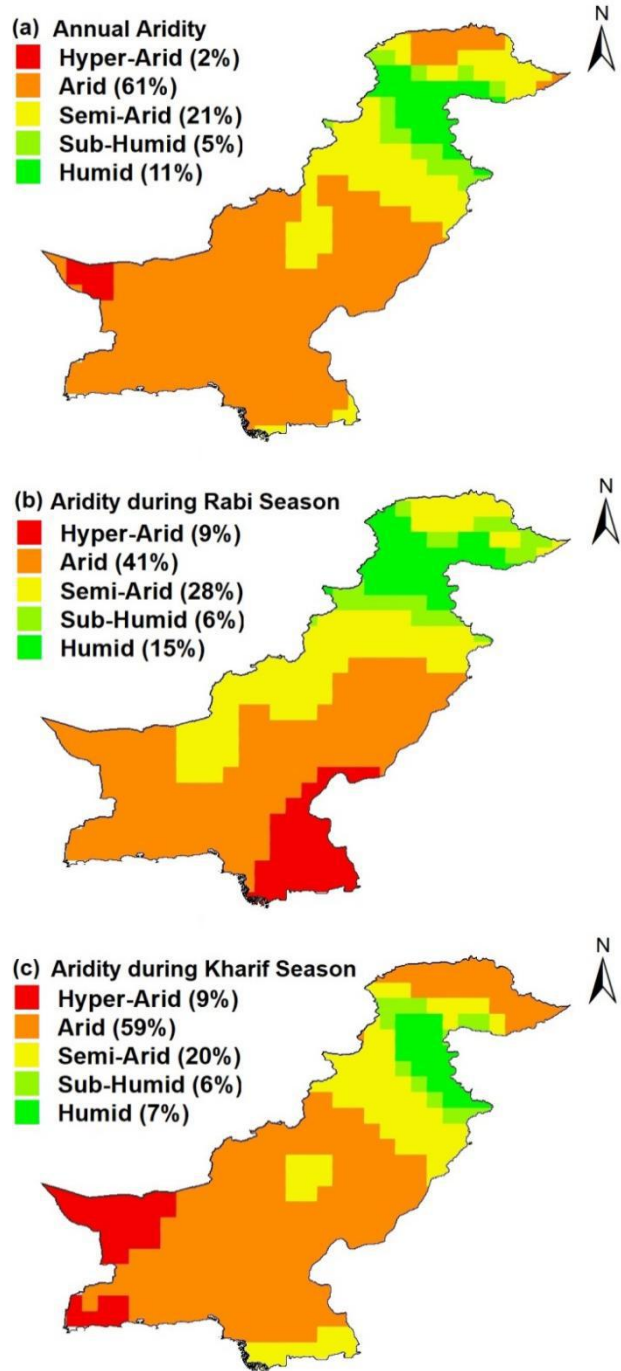 (a) Annual Aridity
N
Hyper-Arid (2%)
Arid (61%)
Semi-Arid (21%)
Sub-Humid (5%)
Humid (11%)
(b) Aridity during Rabi Season
N
Hyper-Arid (9%)
Arid (41%)
Semi-Arid (28%)
Sub-Humid (6%)
Humid (15%)
(c) Aridity during Kharif Season
N
Hyper-Arid (9%)
Arid (59%)
Semi-Arid (20%)
Sub-Humid (6%)
Humid (7%)